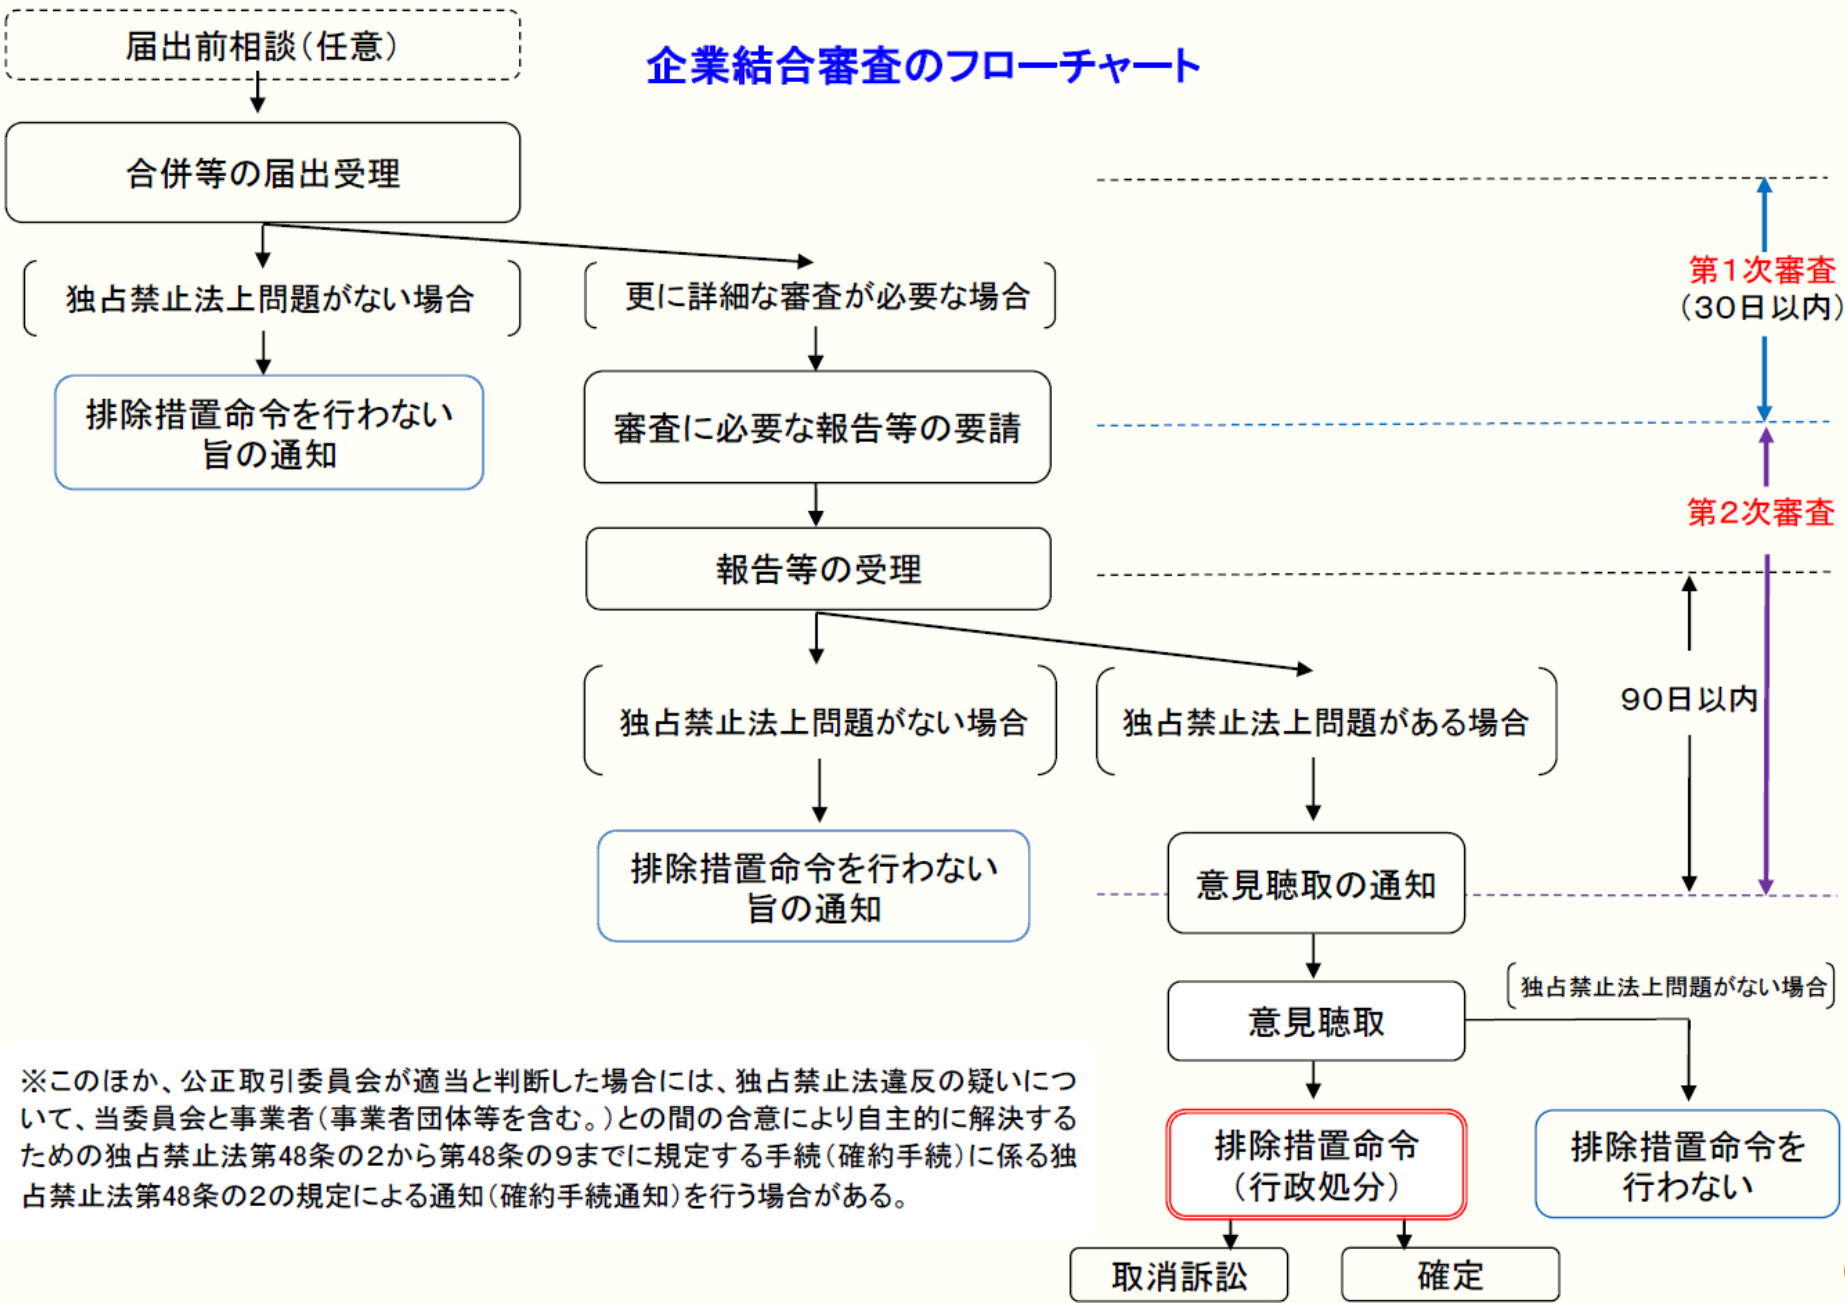 届出前相談（任意）
企業結合審査のフローチャート
合併等の届出受理
独占禁止法上問題がない場合
更に詳細な審査が必要な場合
第１次審査
（３０日以内）
排除措置命令を行わない
旨の通知
審査に必要な報告等の要請
第２次審査
報告等の受理
独占禁止法上問題がない場合
独占禁止法上問題がある場合
９０日以内
排除措置命令を行わない
旨の通知
意見聴取の通知
独占禁止法上問題がない場合
意見聴取
※このほか、公正取引委員会が適当と判断した場合には、独占禁止法違反の疑いにつ
いて、当委員会と事業者（事業者団体等を含む。）との間の合意により自主的に解決する
ための独占禁止法第48条の２から第48条の９までに規定する手続（確約手続）に係る独
占禁止法第48条の２の規定による通知（確約手続通知）を行う場合がある。
排除措置命令
（行政処分）
排除措置命令を
行わない
取消訴訟
確定